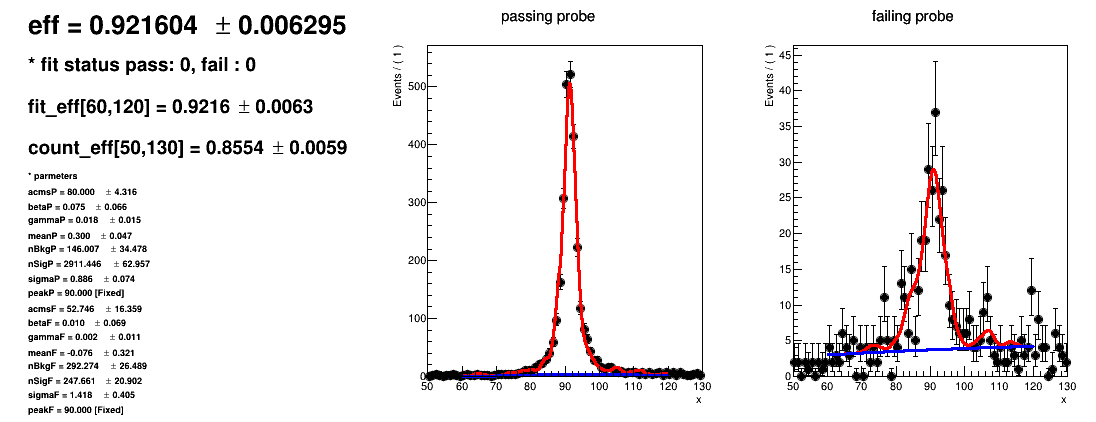 eff = 0.921604 ± 0.006295
* fit status pass: 0, fail : 0
fit_eff[60,120] = 0.9216 ± 0.0063
count_eff[50,130] = 0.8554 ± 0.0059
* parmeters
acmsP = 80.000 ± 4.316
betaP = 0.075 ± 0.066
gammaP = 0.018 ± 0.015
meanP = 0.300 ± 0.047
nBkgP = 146.007 ± 34.478
nSigP = 2911.446 ± 62.957
sigmaP = 0.886 ± 0.074
peakP = 90.000 [Fixed]
acmsF = 52.746 ± 16.359
betaF = 0.010 ± 0.069
gammaF = 0.002 ± 0.011
meanF = -0.076 ± 0.321
nBkgF = 292.274 ± 26.489
nSigF = 247.661 ± 20.902
sigmaF = 1.418 ± 0.405
peakF = 90.000 [Fixed]
passing probe
Events / ( 1 )
500
400
300
200
100
0
50 60 70 80 90 100 110 120 130
x
failing probe
Events / ( 1 )
45
40
35
30
25
20
15
10
5
0
50 60 70 80 90 100 110 120 130
x